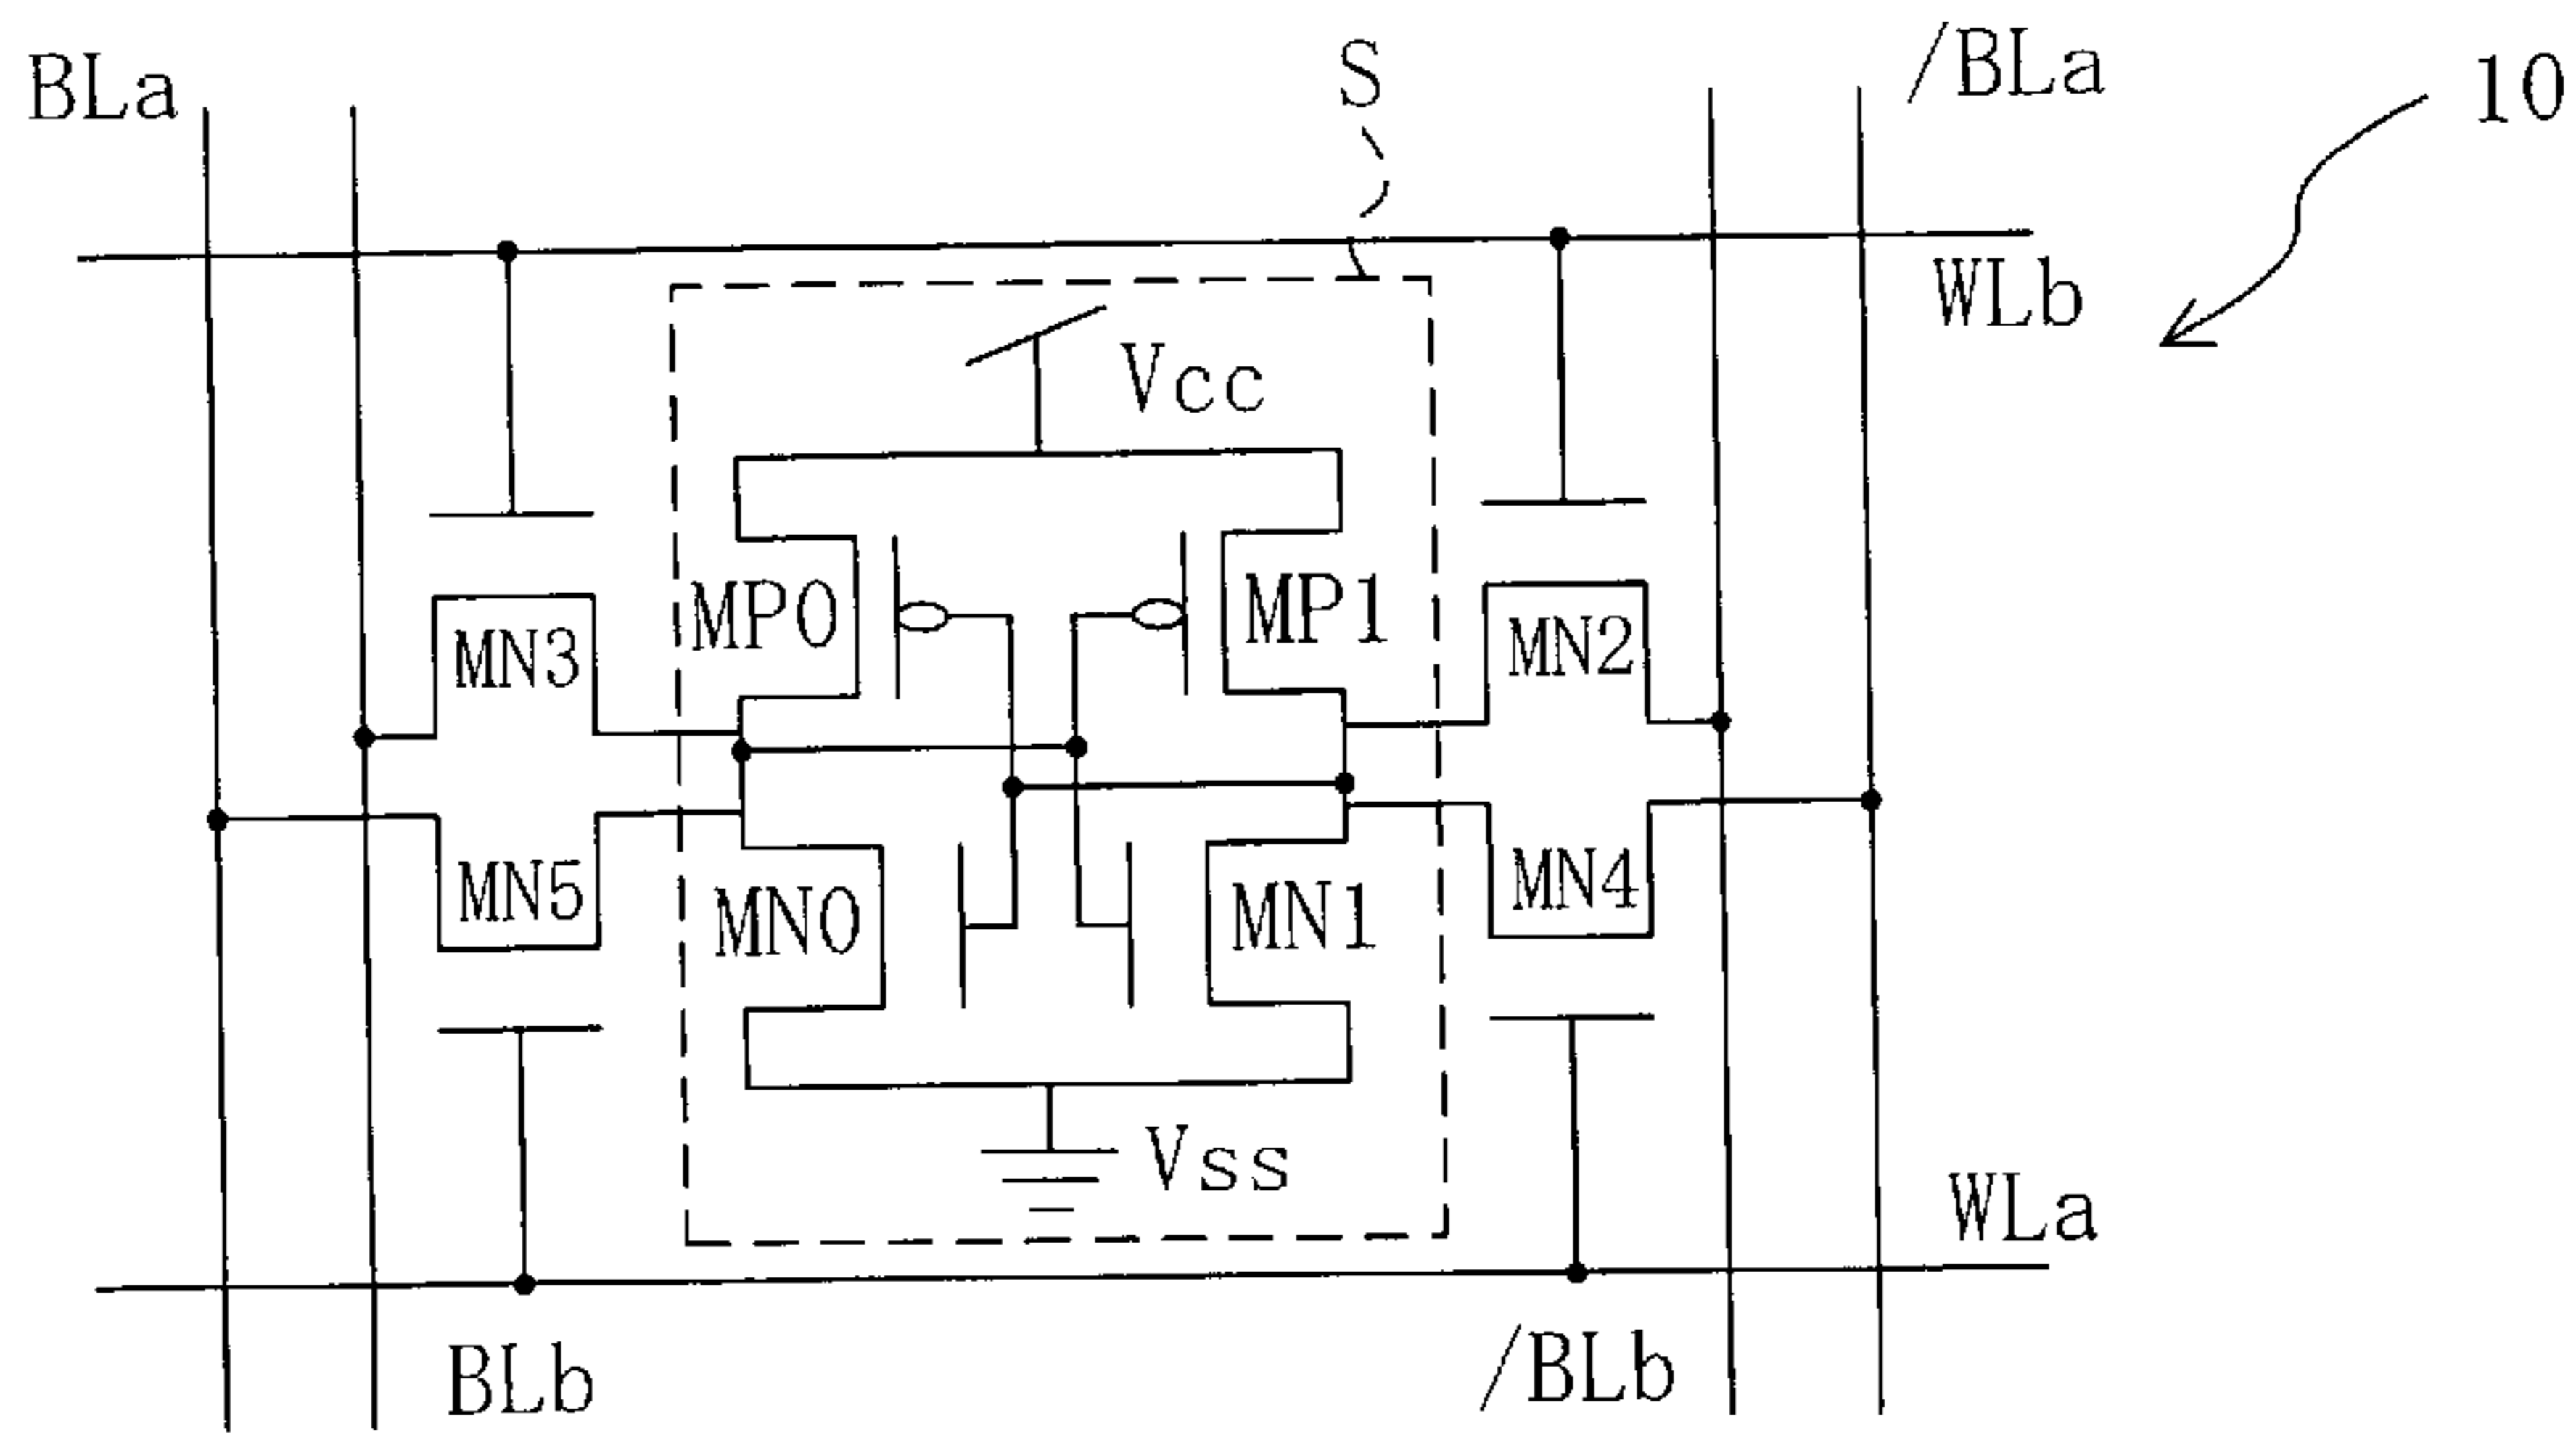 BLa
S
/BLa
10
WLb
Vcc
MP0
MP1
MN3
MN2
MN5
MN0
MN1
MN4
Vss
WLa
BLb
/BLb